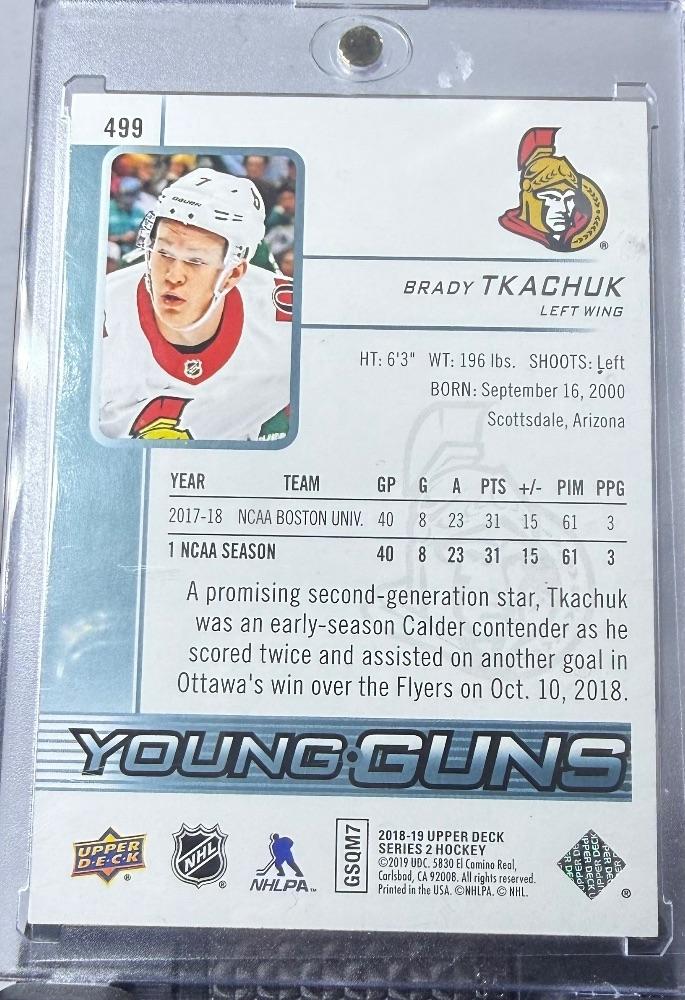 499
BRADY TKACHUK
LEFT WING
HT: 6'3" WT: 196 lbs. SHOOTS: Left
BORN: September 16, 2000
Scottsdale, Arizona
YEAR TEAM GP G A PTS +/- PIM PPG
2017-18 NCAA BOSTON UNIV. 40 8 23 31 15 61 3
1 NCAA SEASON 40 8 23 31 15 61 3
A promising second-generation star, Tkachuk
was an early-season Calder contender as he
scored twice and assisted on another goal in
Ottawa's win over the Flyers on Oct. 10, 2018.
YOUNG GUNS
UPPER
D·E·C·K
®
NHL
®
NHLPA™
GSQM7
2018-19 UPPER DECK
SERIES 2 HOCKEY
©2019 UDC. 5830 El Camino Real,
Carlsbad, CA 92008. All rights reserved.
Printed in the USA. ©NHLPA. © NHL.
UPPER DECK
®